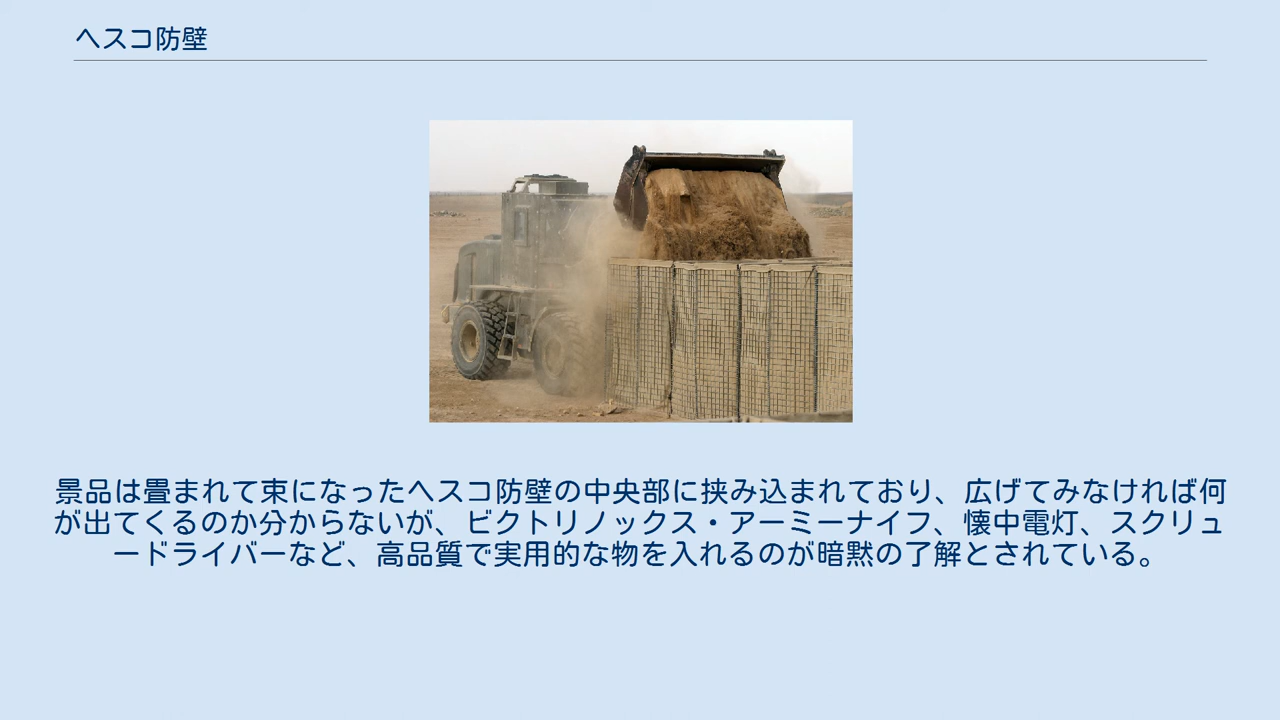 ヘスコ防壁
景品は畳まれて束になったヘスコ防壁の中央部に挟み込まれており、広げてみなければ何
が出てくるのか分からないが、ビクトリノックス・アーミーナイフ、懐中電灯、スクリュ
ードライバーなど、高品質で実用的な物を入れるのが暗黙の了解とされている。